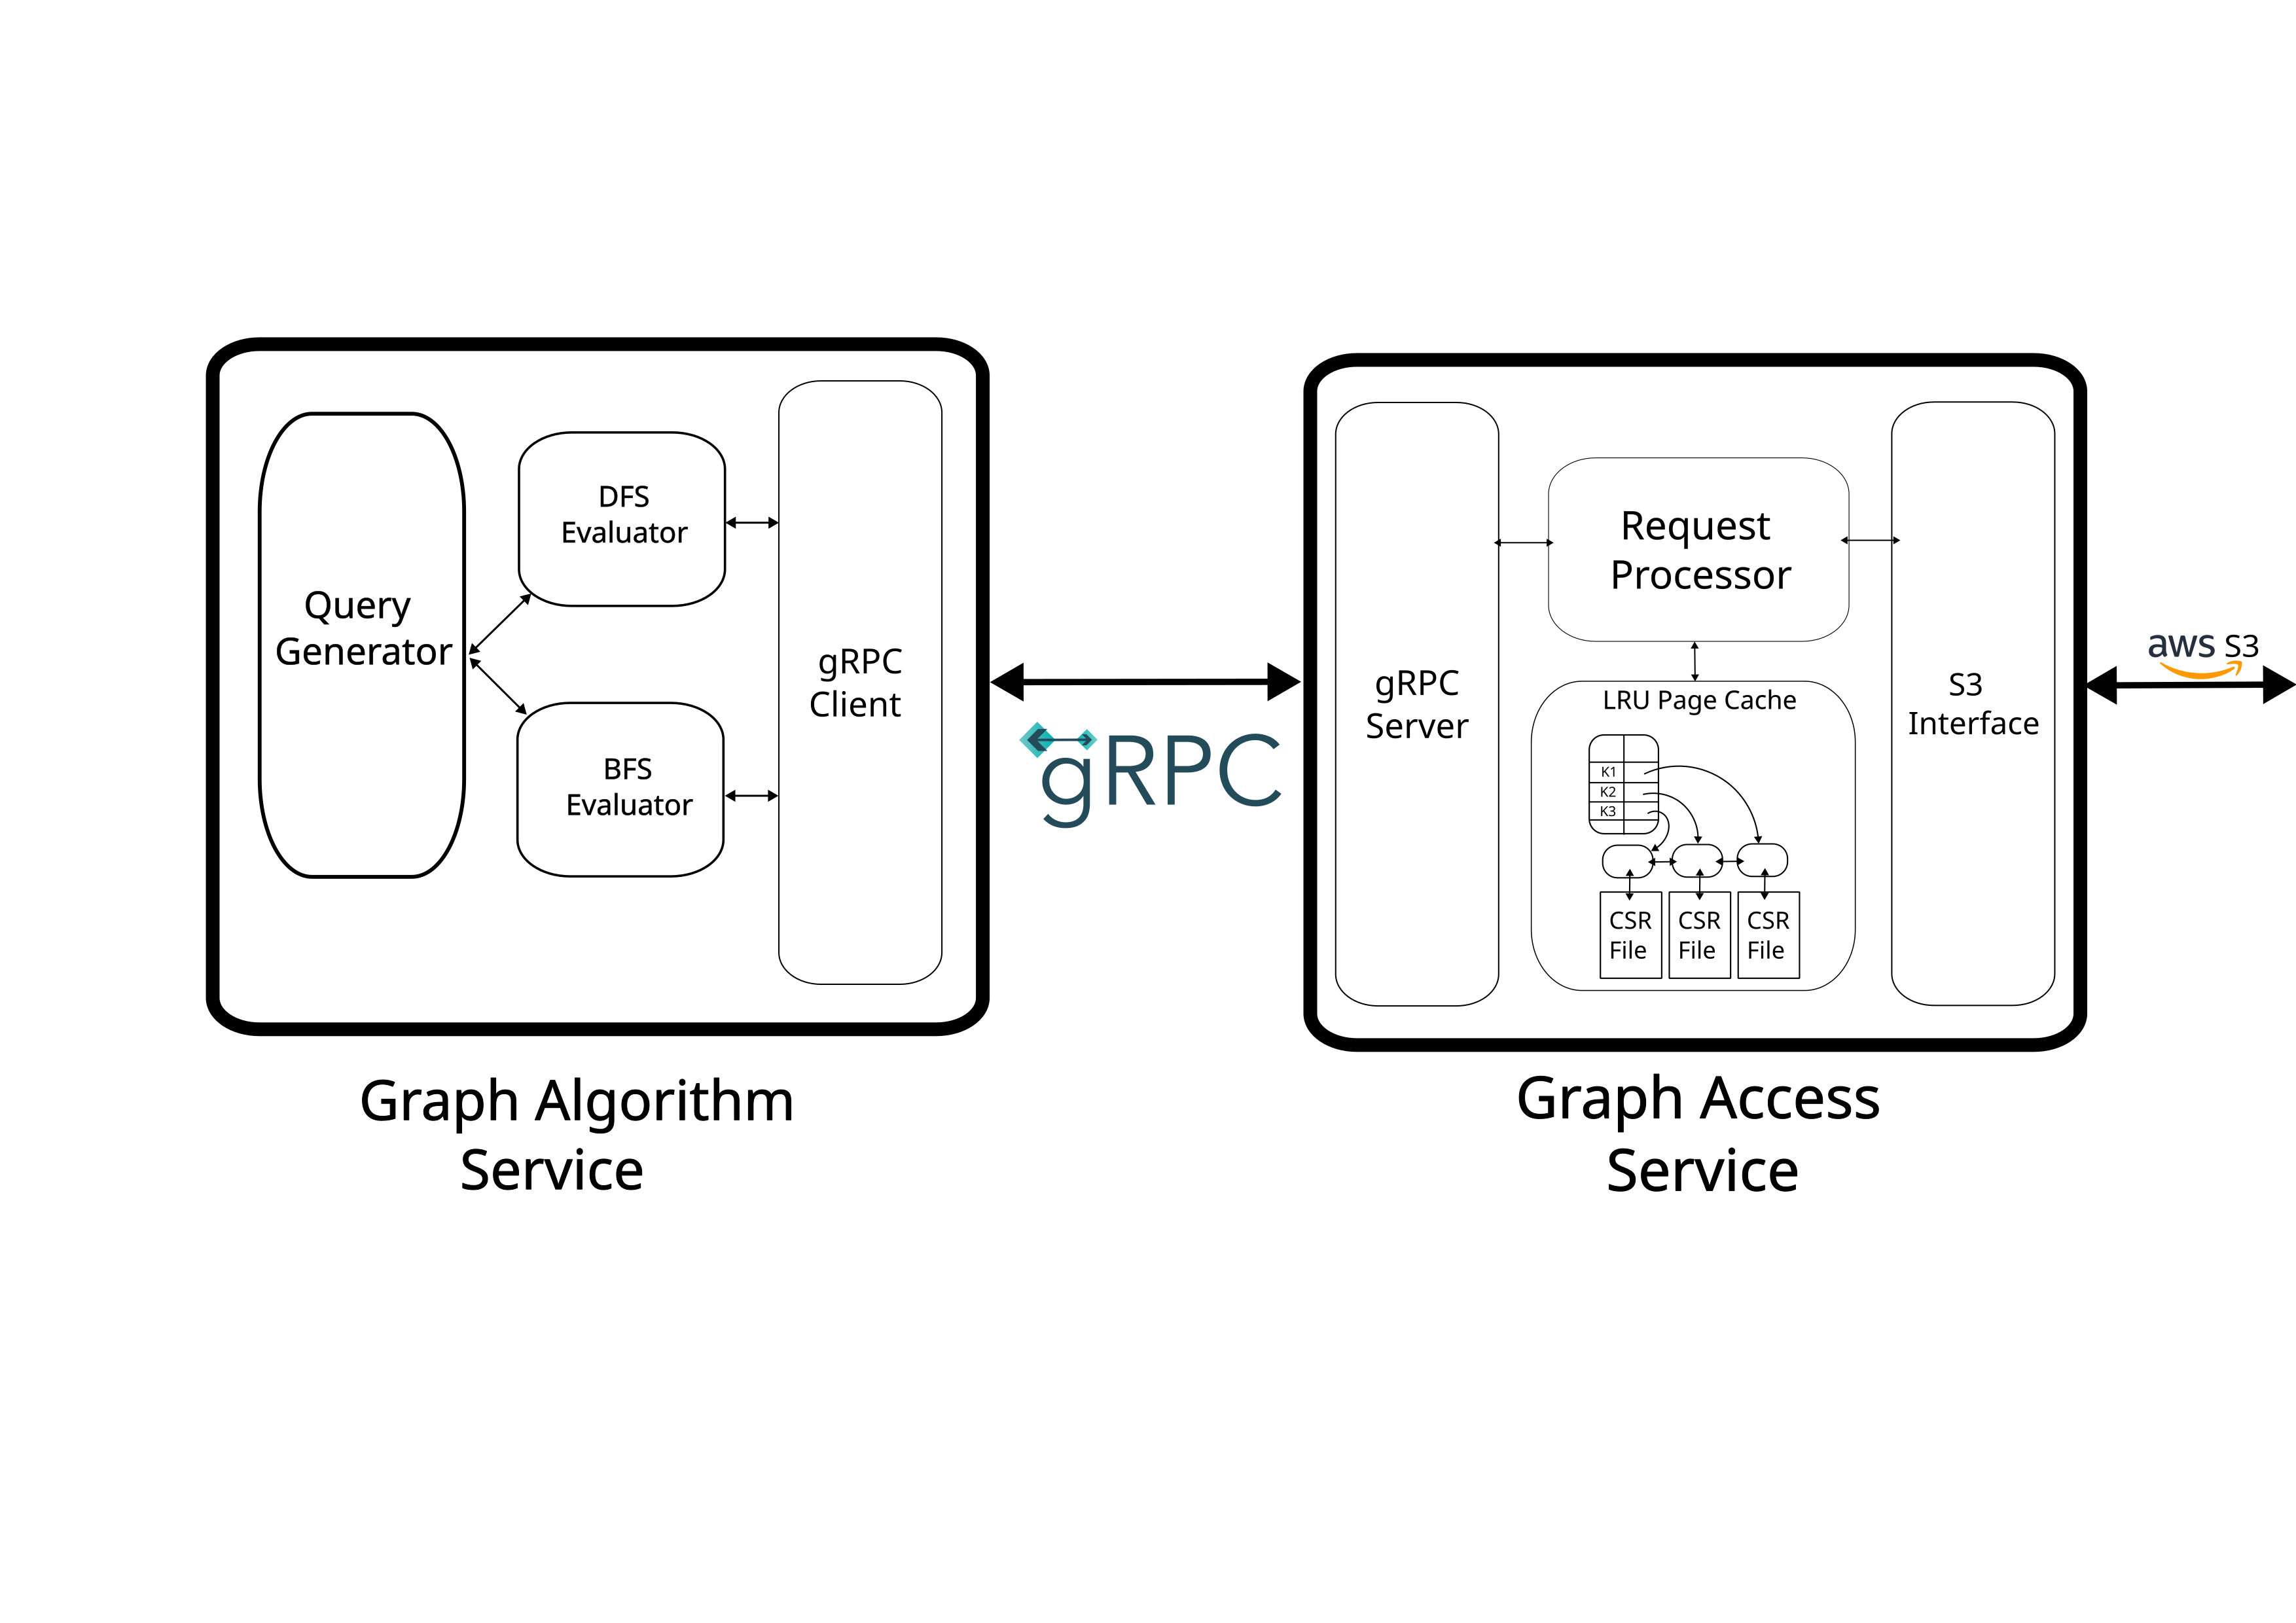 Query
Generator
DFS
Evaluator
BFS
Evaluator
gRPC
Client
Graph Algorithm
Service
gRPC
gRPC
Server
Request
Processor
LRU Page Cache
K1
K2
K3
CSR
File
CSR
File
CSR
File
S3
Interface
Graph Access
Service
aws S3